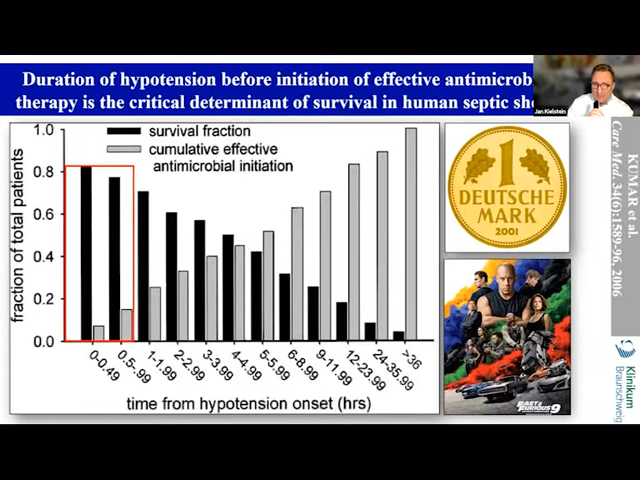 Duration of hypotension before initiation of effective antimicrob
therapy is the critical determinant of survival in human septic sh
Jan Kielstein
survival fraction
cumulative effective
antimicrobial initiation
fraction of total patients
1.0
0.8
0.6
0.4
0.2
0.0
0-0.49
0.5-.99
1-1.99
2-2.99
3-3.99
4-4.99
5-5.99
6-8.99
9-11.99
12-23.99
24-35.99
>36
time from hypotension onset (hrs)
1
DEUTSCHE
MARK
2001
FAST &
FURIOUS 9
KUMAR et al.
Care Med. 34(6):1589-96, 2006
Klinikum
Braunschweig